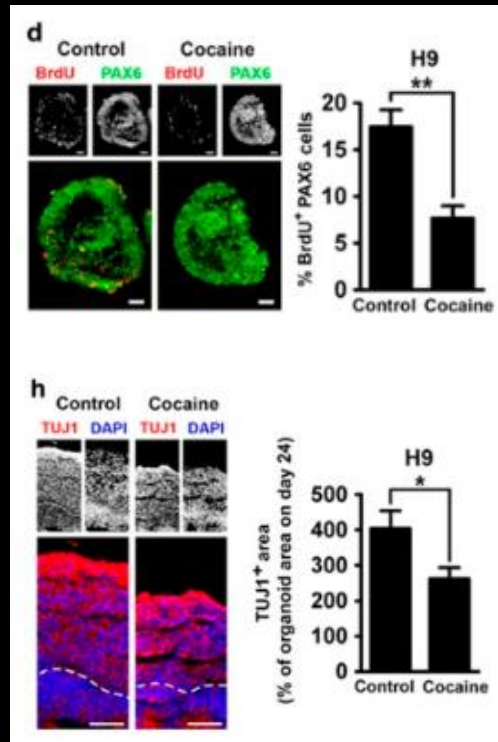 d
Control Cocaine
BrdU PAX6 BrdU PAX6
H9
**
% BrdU+ PAX6 cells
20
15
10
5
0
Control Cocaine
h
Control Cocaine
TUJ1 DAPI TUJ1 DAPI
H9
*
TUJ1+ area
(% of organoid area on day 24)
500
400
300
200
100
0
Control Cocaine